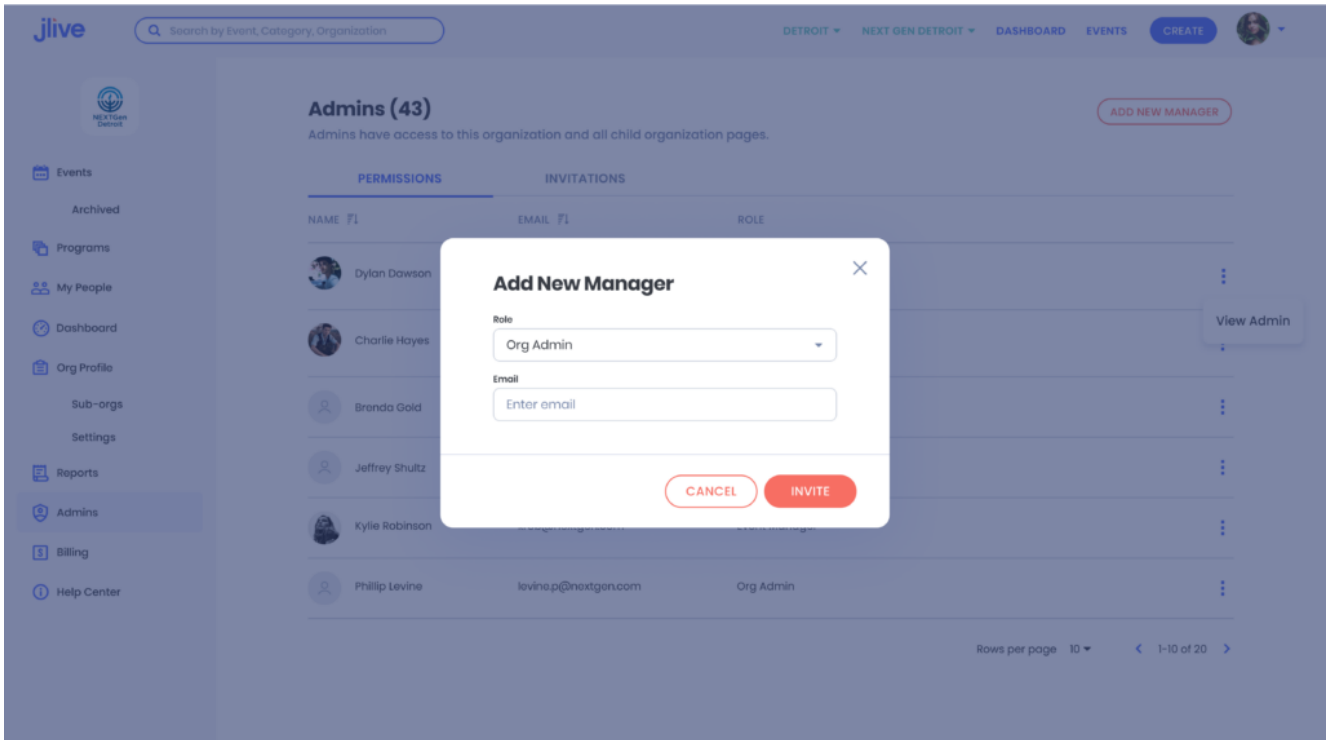 jlive
Search by Event, Category, Organization
DETROIT
NEXT GEN DETROIT
DASHBOARD
EVENTS
CREATE
NEXTGen
Detroit
Events
Archived
Programs
My People
Dashboard
Org Profile
Sub-orgs
Settings
Reports
Admins
Billing
Help Center
Admins (43)
ADD NEW MANAGER
Admins have access to this organization and all child organization pages.
PERMISSIONS
INVITATIONS
NAME
EMAIL
ROLE
Dylan Dawson
Charlie Hayes
Brenda Gold
Jeffrey Shultz
Kylie Robinson
Phillip Levine
levine.p@nextgen.com
Org Admin
View Admin
Add New Manager
Role
Org Admin
Email
Enter email
CANCEL
INVITE
Rows per page 10
1-10 of 20